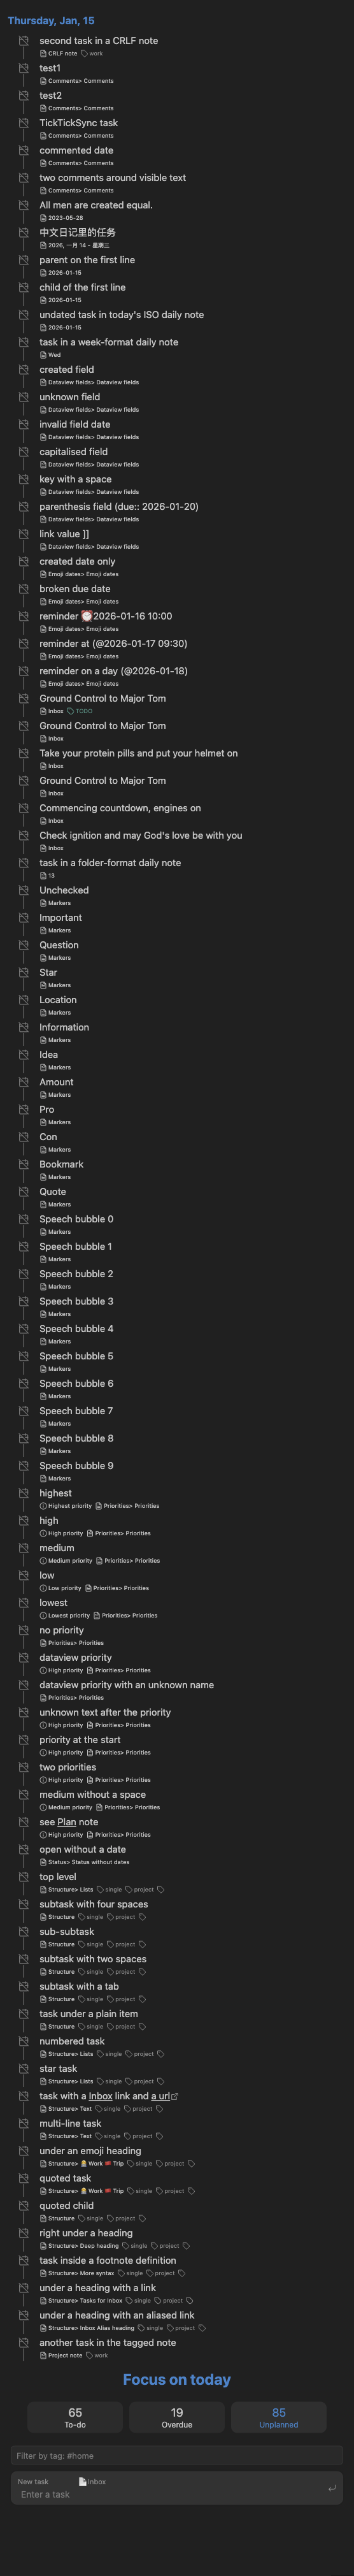 Thursday, Jan, 15
second task in a CRLF note
CRLF note work
test1
Comments> Comments
test2
Comments> Comments
TickTickSync task
Comments> Comments
commented date
Comments> Comments
two comments around visible text
Comments> Comments
All men are created equal.
2023-05-28
中文日记里的任务
2026, 一月 14 - 星期三
parent on the first line
2026-01-15
child of the first line
2026-01-15
undated task in today's ISO daily note
2026-01-15
task in a week-format daily note
Wed
created field
Dataview fields> Dataview fields
unknown field
Dataview fields> Dataview fields
invalid field date
Dataview fields> Dataview fields
capitalised field
Dataview fields> Dataview fields
key with a space
Dataview fields> Dataview fields
parenthesis field (due:: 2026-01-20)
Dataview fields> Dataview fields
link value ]]
Dataview fields> Dataview fields
created date only
Emoji dates> Emoji dates
broken due date
Emoji dates> Emoji dates
reminder ⏰2026-01-16 10:00
Emoji dates> Emoji dates
reminder at (@2026-01-17 09:30)
Emoji dates> Emoji dates
reminder on a day (@2026-01-18)
Emoji dates> Emoji dates
Ground Control to Major Tom
Inbox TODO
Ground Control to Major Tom
Inbox
Take your protein pills and put your helmet on
Inbox
Ground Control to Major Tom
Inbox
Commencing countdown, engines on
Inbox
Check ignition and may God's love be with you
Inbox
task in a folder-format daily note
13
Unchecked
Markers
Important
Markers
Question
Markers
Star
Markers
Location
Markers
Information
Markers
Idea
Markers
Amount
Markers
Pro
Markers
Con
Markers
Bookmark
Markers
Quote
Markers
Speech bubble 0
Markers
Speech bubble 1
Markers
Speech bubble 2
Markers
Speech bubble 3
Markers
Speech bubble 4
Markers
Speech bubble 5
Markers
Speech bubble 6
Markers
Speech bubble 7
Markers
Speech bubble 8
Markers
Speech bubble 9
Markers
highest
Highest priority Priorities> Priorities
high
High priority Priorities> Priorities
medium
Medium priority Priorities> Priorities
low
Low priority Priorities> Priorities
lowest
Lowest priority Priorities> Priorities
no priority
Priorities> Priorities
dataview priority
High priority Priorities> Priorities
dataview priority with an unknown name
Priorities> Priorities
unknown text after the priority
High priority Priorities> Priorities
priority at the start
High priority Priorities> Priorities
two priorities
High priority Priorities> Priorities
medium without a space
Medium priority Priorities> Priorities
see Plan note
High priority Priorities> Priorities
open without a date
Status> Status without dates
top level
Structure> Lists single project
subtask with four spaces
Structure single project
sub-subtask
Structure single project
subtask with two spaces
Structure single project
subtask with a tab
Structure single project
task under a plain item
Structure single project
numbered task
Structure> Lists single project
star task
Structure> Lists single project
task with a Inbox link and a url
Structure> Text single project
multi-line task
Structure> Text single project
under an emoji heading
Structure> Work Trip single project
quoted task
Structure> Work Trip single project
quoted child
Structure single project
right under a heading
Structure> Deep heading single project
task inside a footnote definition
Structure> More syntax single project
under a heading with a link
Structure> Tasks for Inbox single project
under a heading with an aliased link
Structure> Inbox Alias heading single project
another task in the tagged note
Project note work
Focus on today
65 19 85
To-do Overdue Unplanned
Filter by tag: #home
New task Inbox
Enter a task